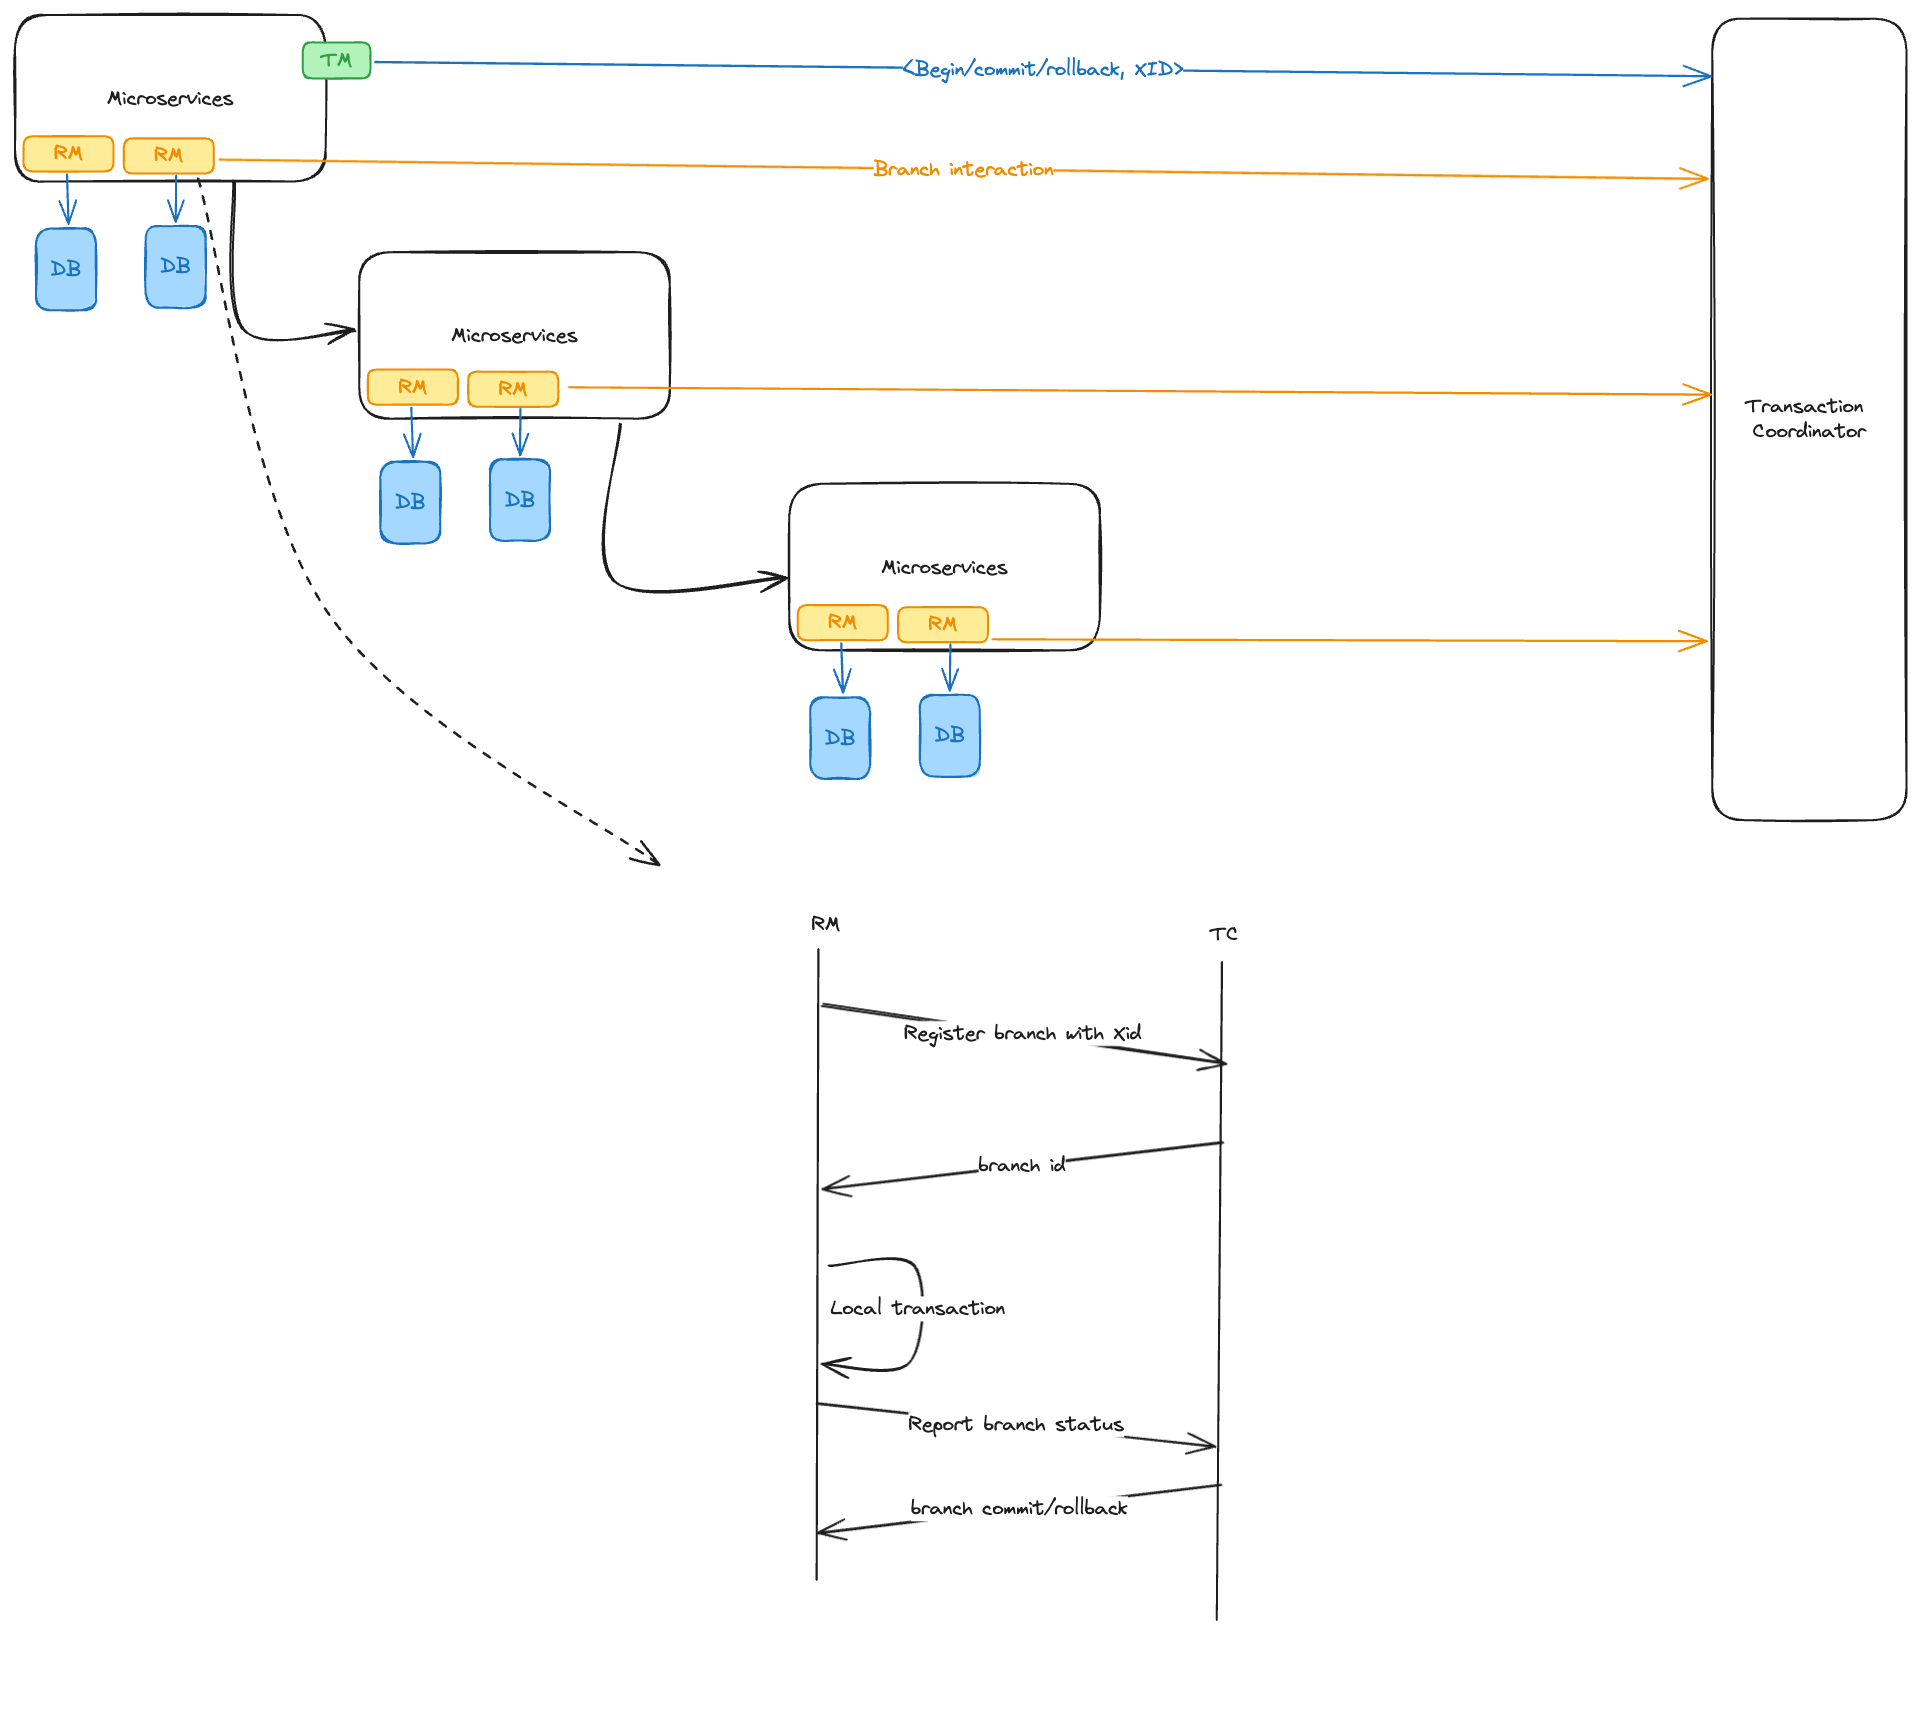 TM
<Begin/commit/rollback, XID>
Microservices
RM
RM
Branch interaction
DB
DB
Microservices
RM
RM
Transaction
Coordinator
DB
DB
Microservices
RM
RM
DB
DB
RM
TC
Register branch with Xid
branch id
Local transaction
Report branch status
branch commit/rollback